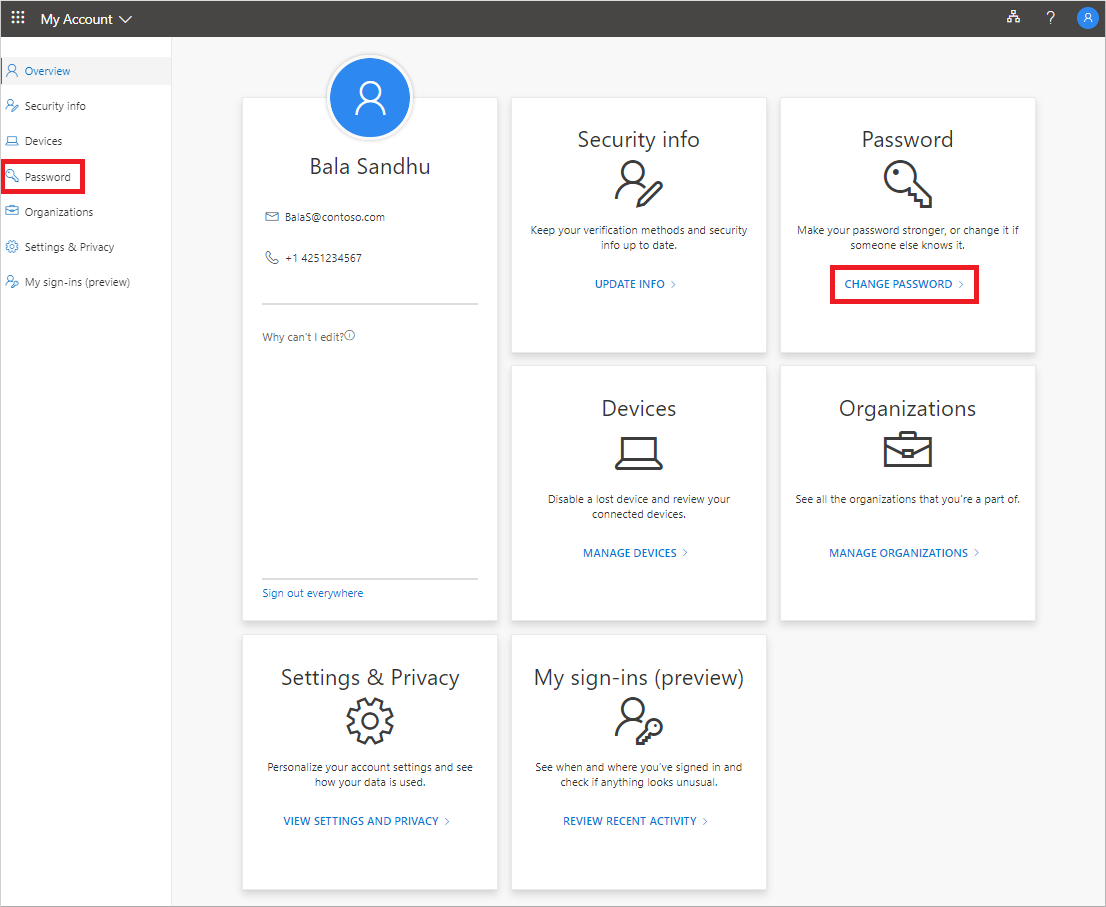 My Account
?
Overview
Security info
Devices
Password
Organizations
Settings & Privacy
My sign-ins (preview)
Bala Sandhu
BalaS@contoso.com
+1 4251234567
Why can't I edit?
Sign out everywhere
Security info
Keep your verification methods and security
info up to date.
UPDATE INFO
Password
Make your password stronger, or change it if
someone else knows it.
CHANGE PASSWORD
Devices
Disable a lost device and review your
connected devices.
MANAGE DEVICES
Organizations
See all the organizations that you're a part of.
MANAGE ORGANIZATIONS
Settings & Privacy
Personalize your account settings and see
how your data is used.
VIEW SETTINGS AND PRIVACY
My sign-ins (preview)
See when and where you've signed in and
check if anything looks unusual.
REVIEW RECENT ACTIVITY